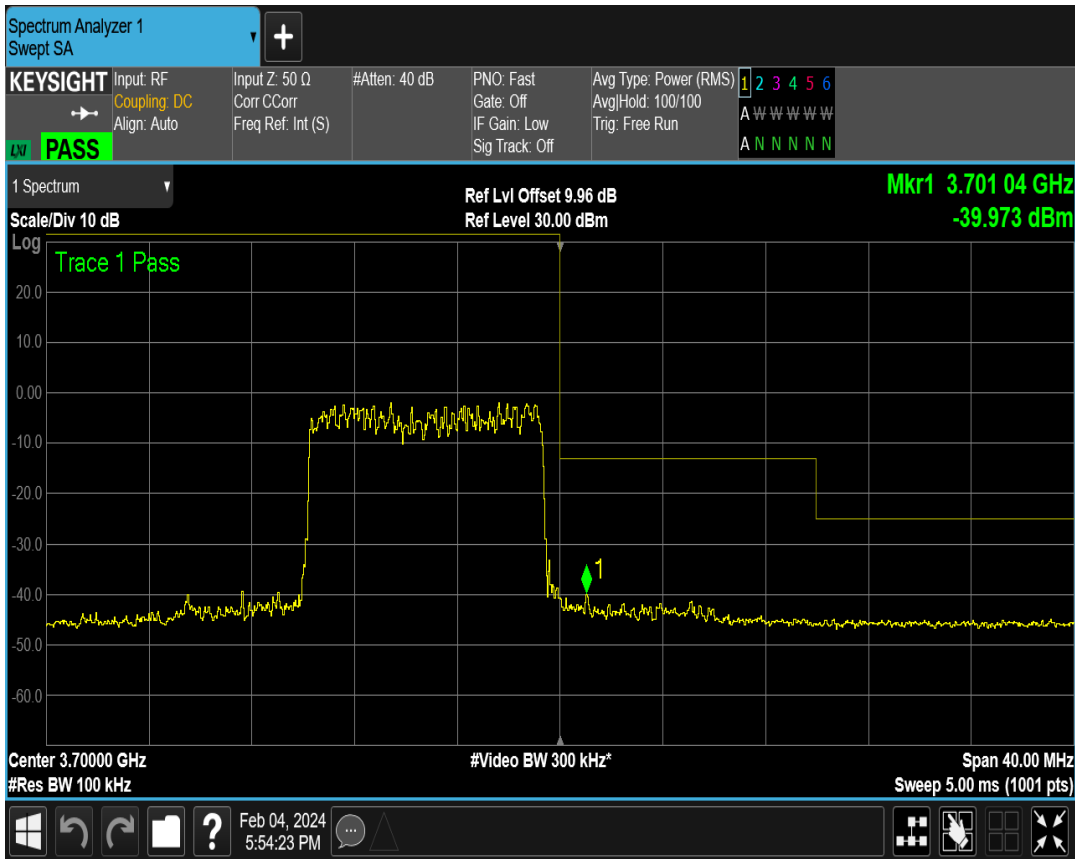 Spectrum Analyzer 1
Swept SA
+
KEYSIGHT
LXI PASS
Input: RF
Coupling: DC
Align: Auto
Input Z: 50 Ω
Corr CCorr
Freq Ref: Int (S)
#Atten: 40 dB
PNO: Fast
Gate: Off
IF Gain: Low
Sig Track: Off
Avg Type: Power (RMS)
Avg|Hold: 100/100
Trig: Free Run
1 2 3 4 5 6
A W W W W W
A N N N N N
1 Spectrum
Scale/Div 10 dB
Ref Lvl Offset 9.96 dB
Ref Level 30.00 dBm
Mkr1 3.701 04 GHz
-39.973 dBm
Log
Trace 1 Pass
20.0
10.0
0.00
-10.0
-20.0
-30.0
1
-40.0
-50.0
-60.0
Center 3.70000 GHz
#Res BW 100 kHz
#Video BW 300 kHz*
Span 40.00 MHz
Sweep 5.00 ms (1001 pts)
?
Feb 04, 2024
5:54:23 PM